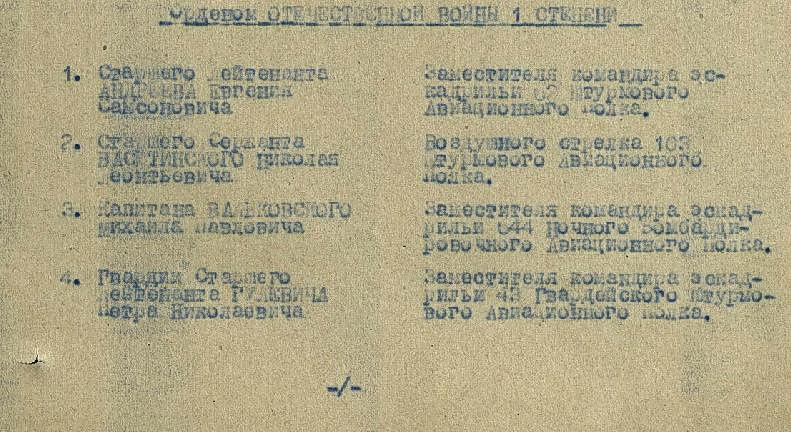 Орденом ОТЕЧЕСТВЕННОЙ ВОЙНЫ 1 СТЕПЕНИ
1. Старшего Лейтенанта Заместителя командира эс-
АНДРЕЕВА Евгения кадрильи Штурмового
Самсоновича Авиационного Полка.
2. Старшего Сержанта Воздушного стрелка 103
Николая Штурмового Авиационного
Леонтьевича Полка.
3. Капитана ВАНЬКОВСКОГО Заместителя командира эскад-
Михаила Павловича рильи 644 Ночного Бомбарди-
ровочного Авиационного Полка.
4. Гвардии Старшего Заместителя командира эскад-
Лейтенанта ГУЛЕВИЧА рильи 43 Гвардейского Штурмо-
Петра Николаевича вого Авиационного Полка.
-/-